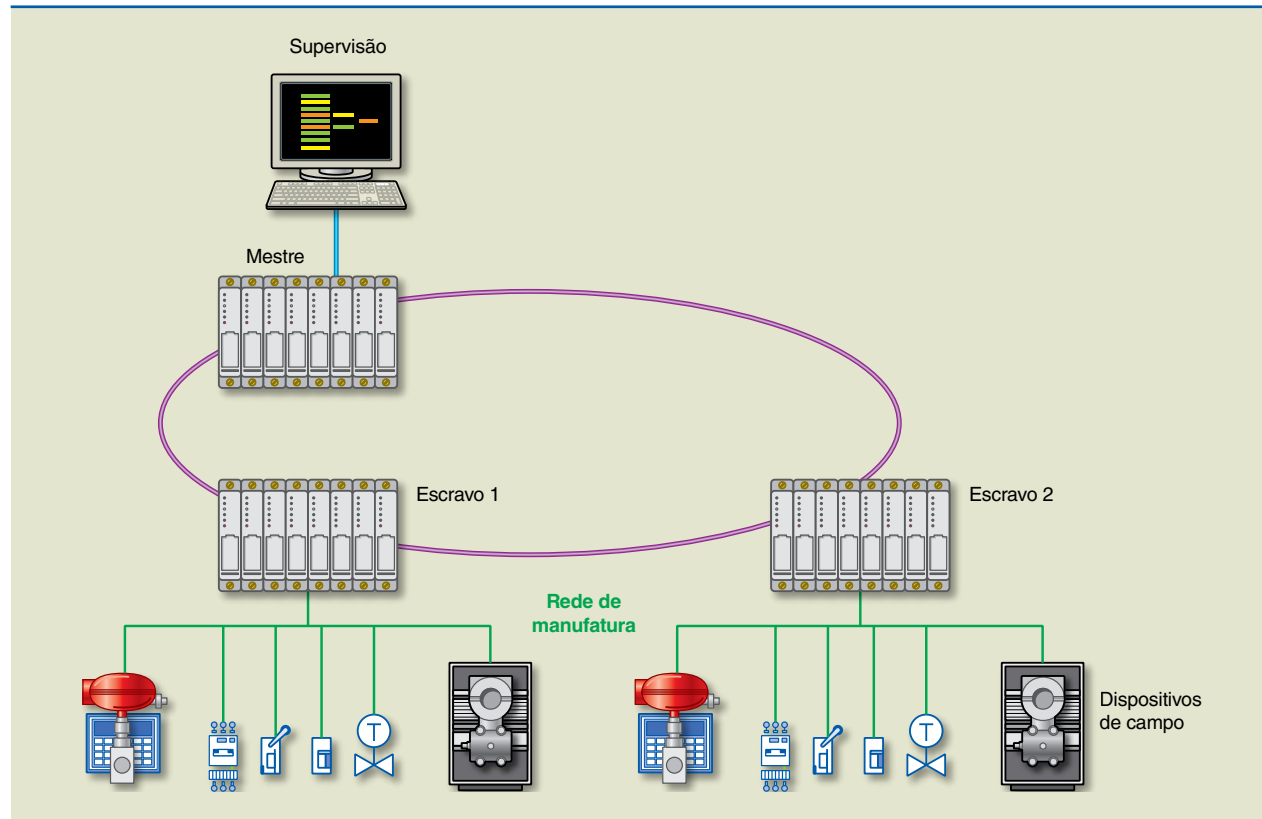 Supervisão
Mestre
Escravo 1
Escravo 2
Rede de
manufatura
T
T
Dispositivos
de campo